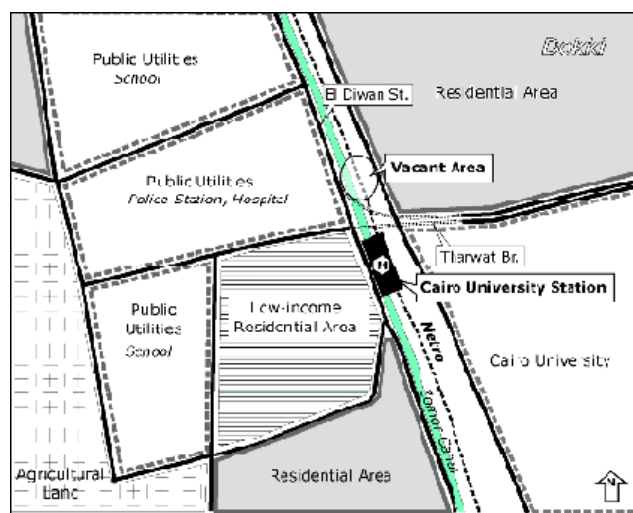 Dokki
Public Utilities
School
El Diwan St.
Residential Area
Vacant Area
Public Utilities
Police Station, Hospital
Tharwat Br.
M
Cairo University Station
Public
Utilities
School
Low-income
Residential Area
Metro
Cairo University
Zomor Canal
Agricultural
Land
Residential Area
N